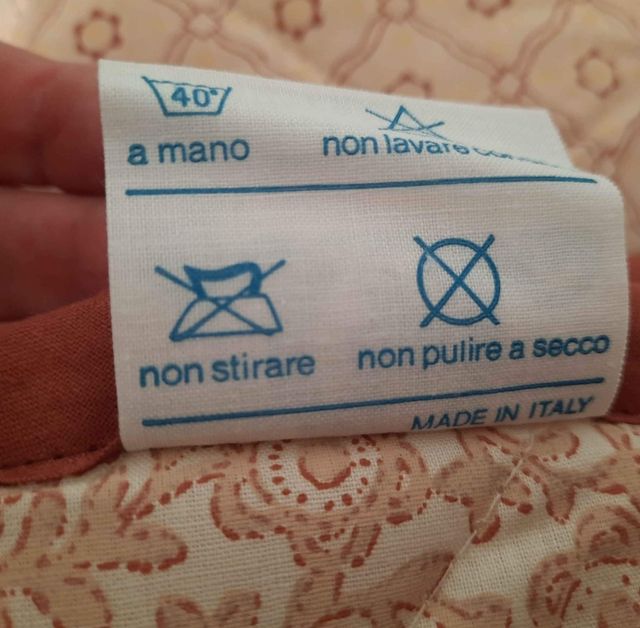 40°
a mano
non lavare
non stirare
non pulire a secco
MADE IN ITALY